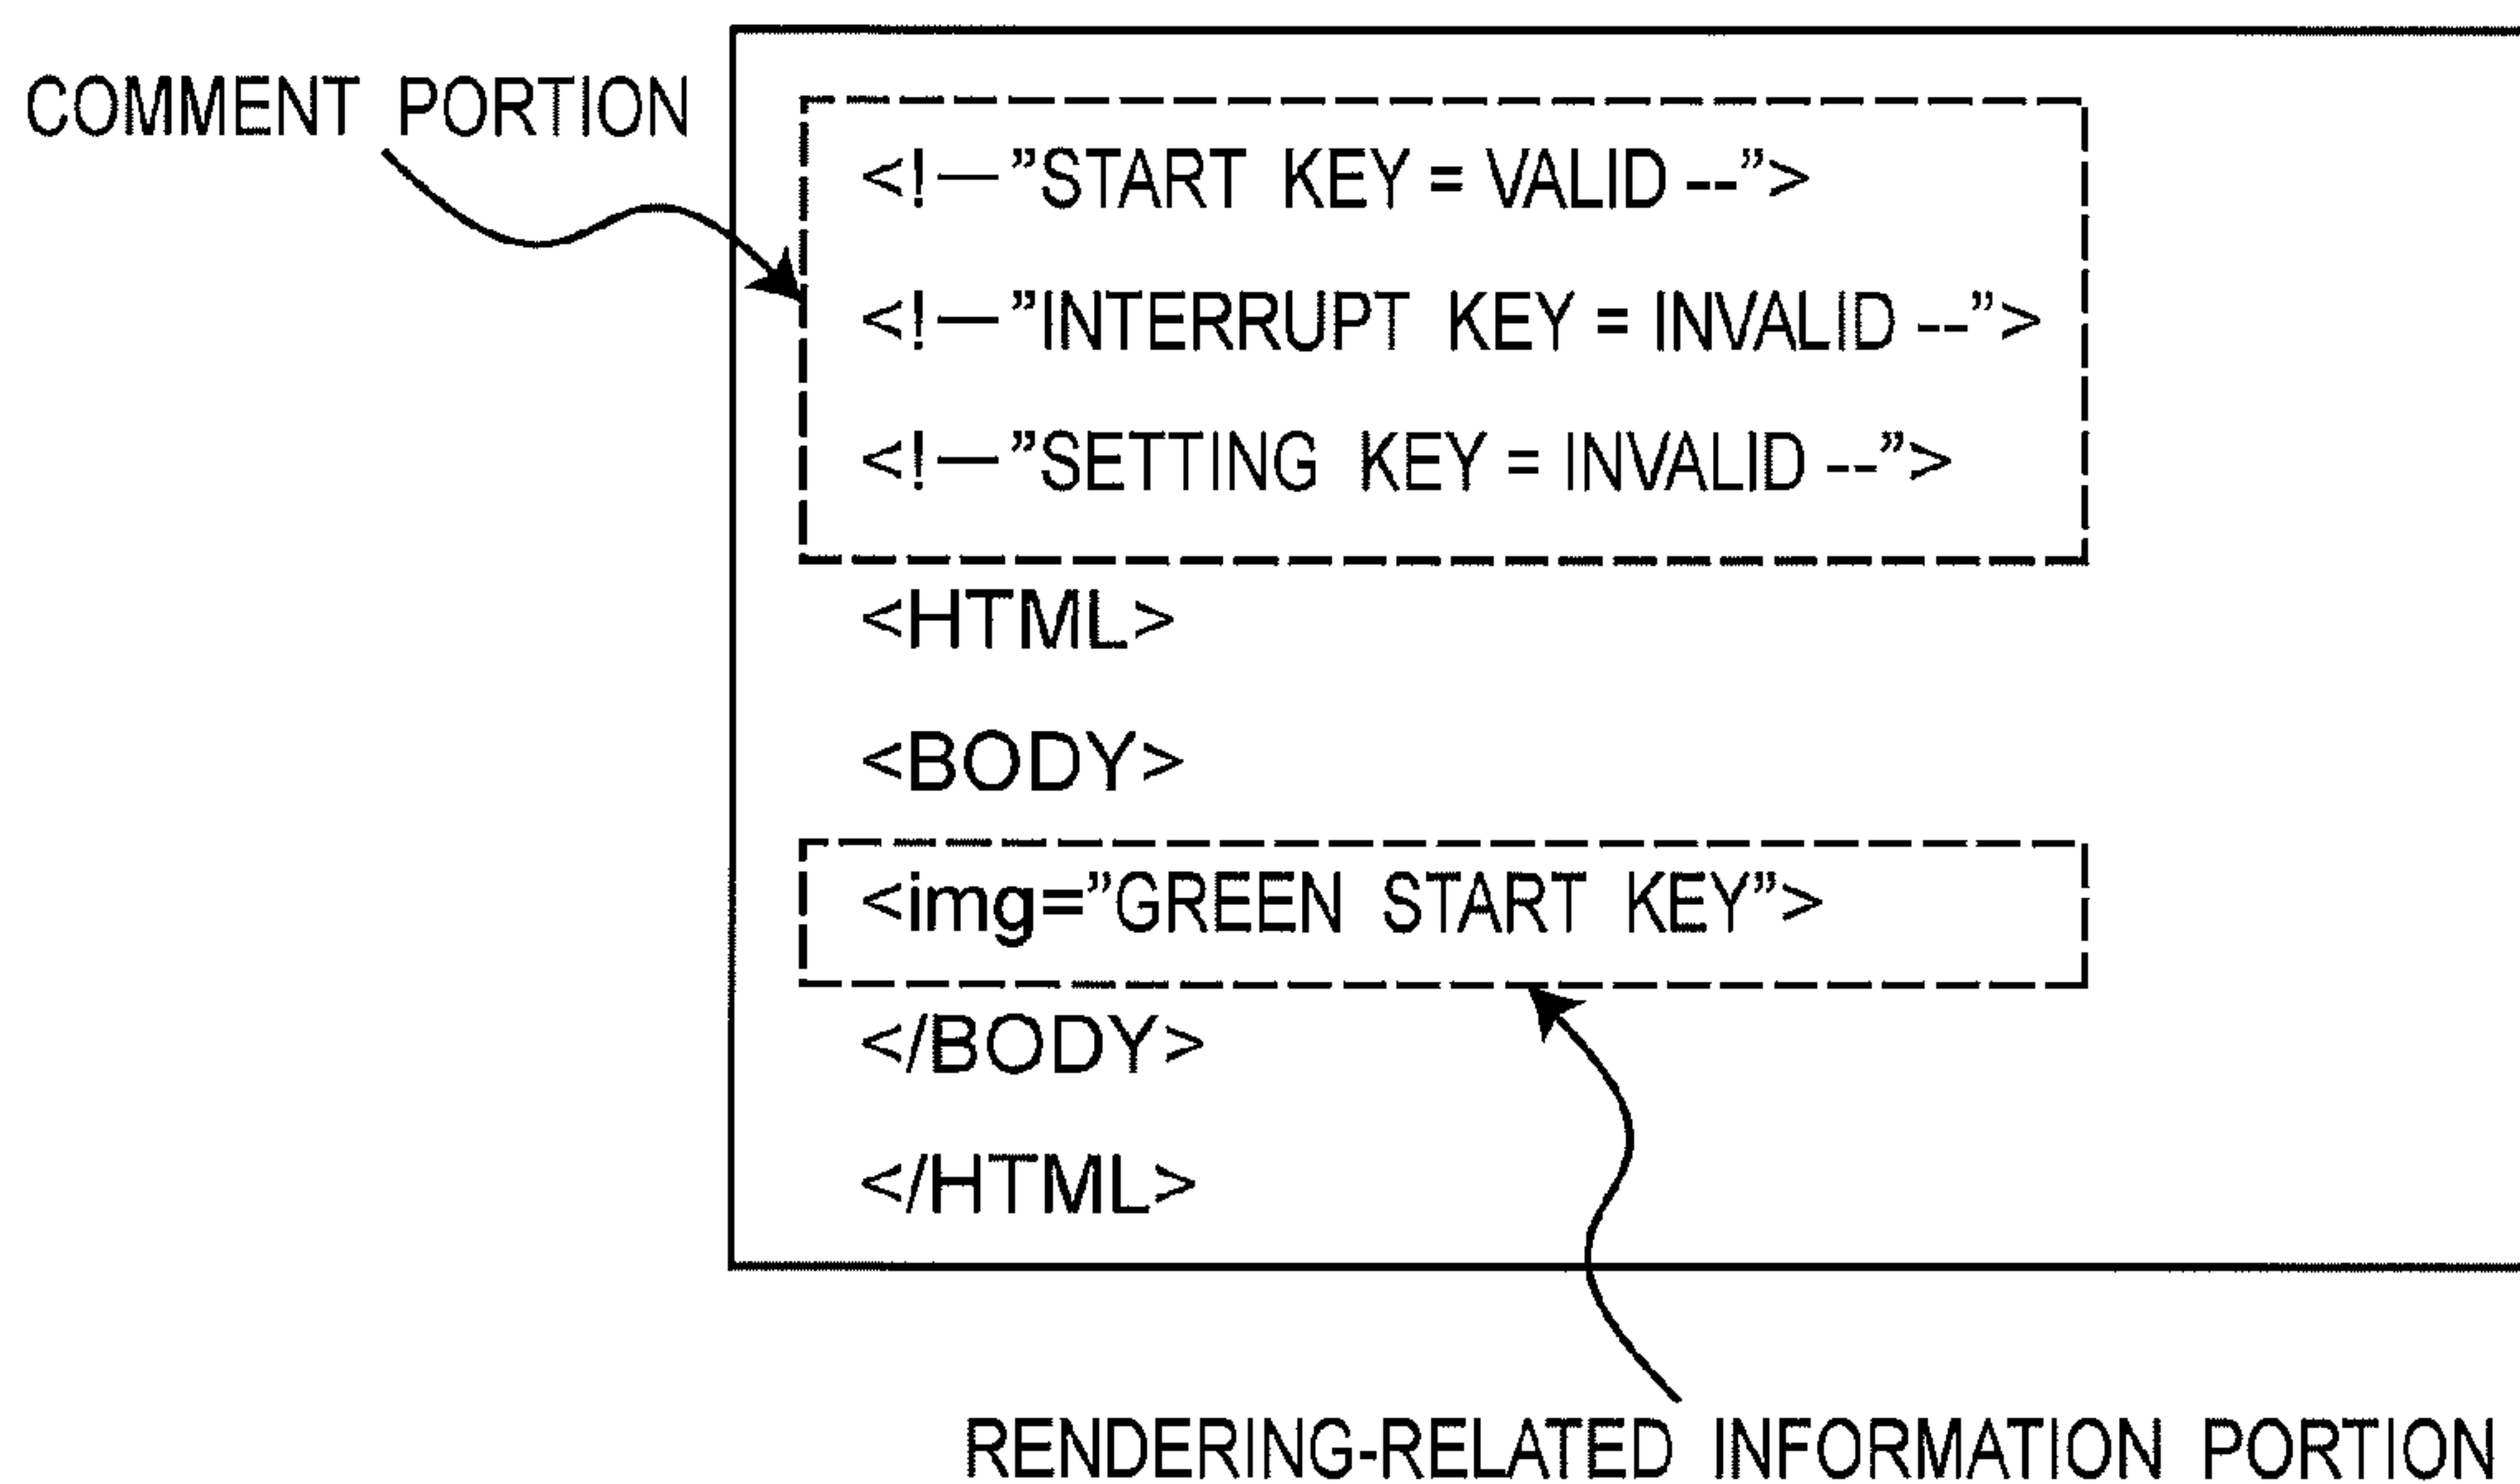 COMMENT PORTION
<!—”START KEY = VALID --”>
<!—”INTERRUPT KEY = INVALID --”>
<!—”SETTING KEY = INVALID --”>
<HTML>
<BODY>
<img=”GREEN START KEY”>
</BODY>
</HTML>
RENDERING-RELATED INFORMATION PORTION